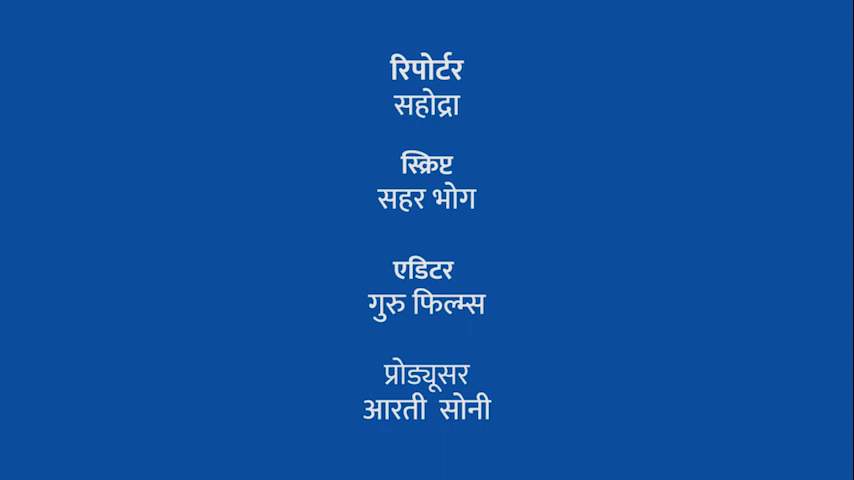 रिपोर्टर
सहोद्रा
स्क्रिप्ट
सहर भोग
एडिटर
गुरु फिल्म्स
प्रोड्यूसर
आरती सोनी